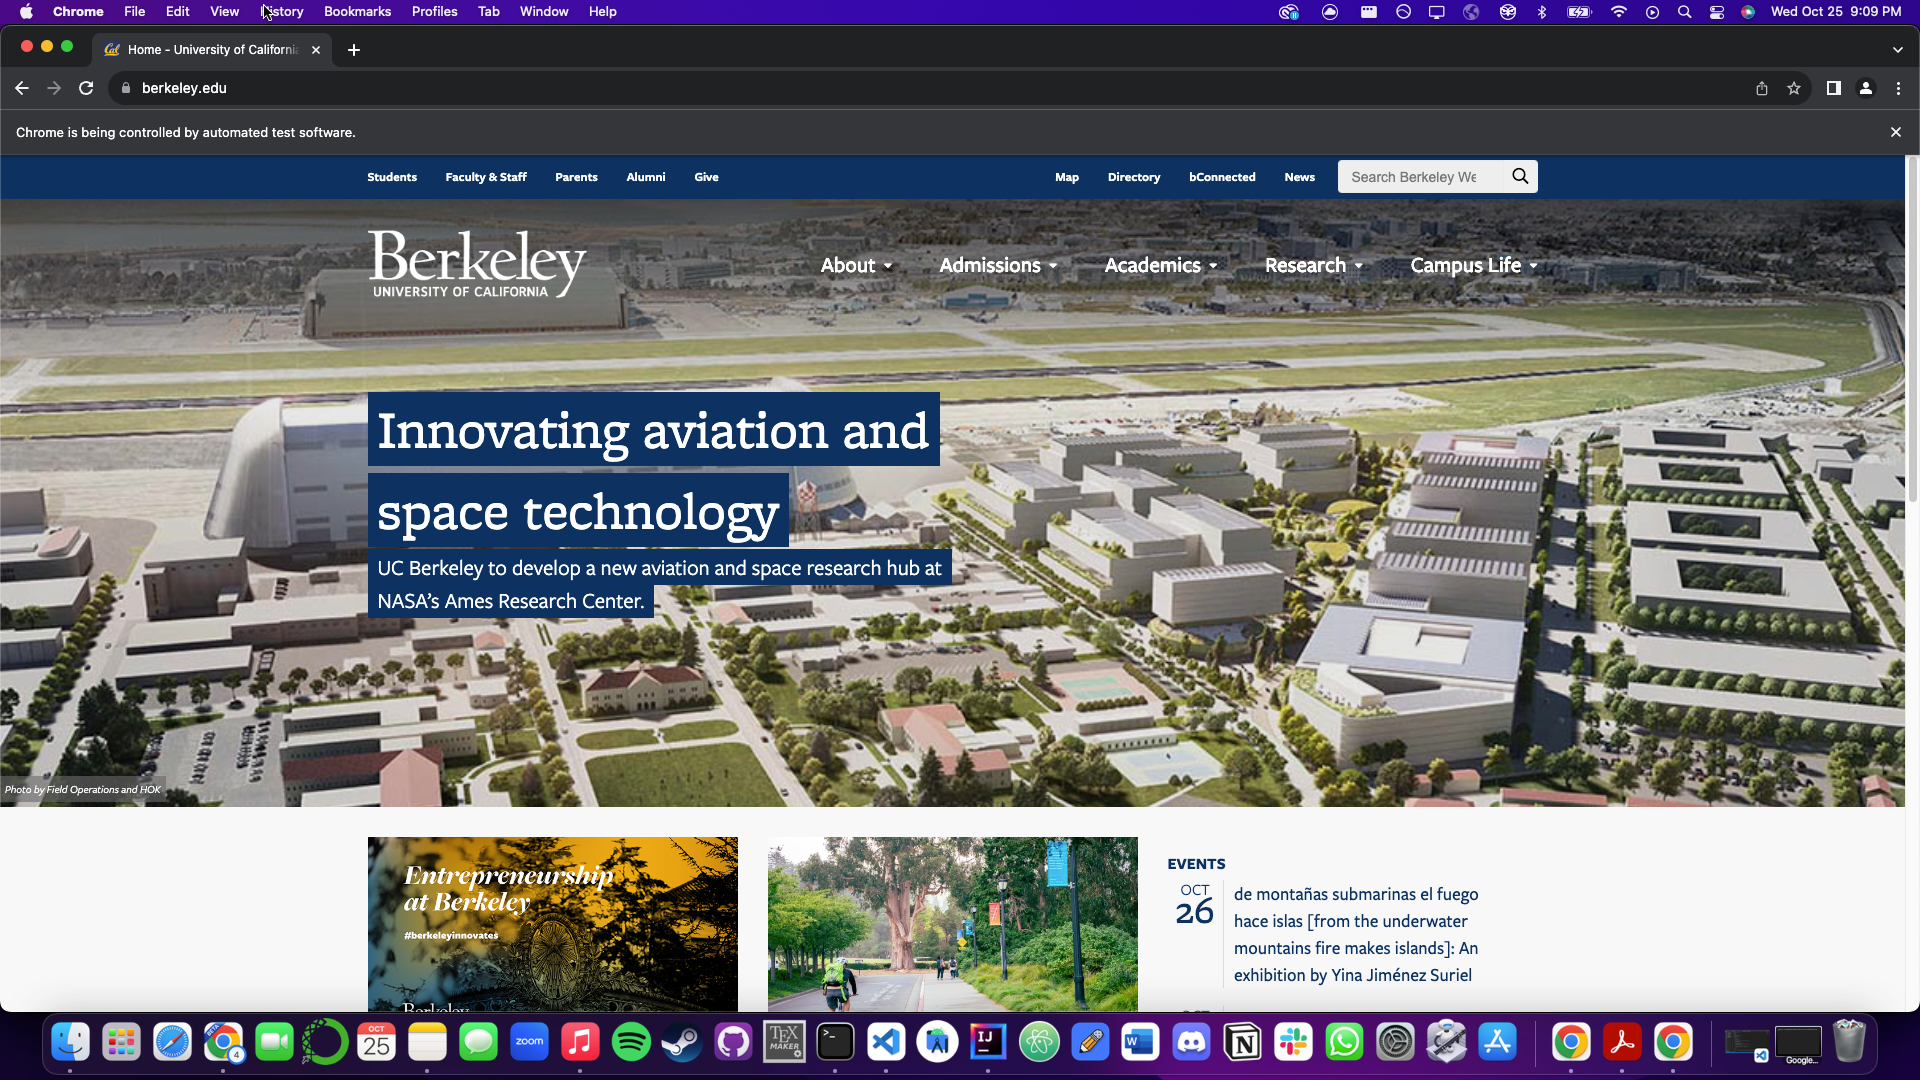 Chrome File Edit View History Bookmarks Profiles Tab Window Help
Wed Oct 25 9:09 PM
Home - University of California
berkeley.edu
Chrome is being controlled by automated test software.
Students Faculty & Staff Parents Alumni Give
Map Directory bConnected News Search Berkeley We
Berkeley
UNIVERSITY OF CALIFORNIA
About Admissions Academics Research Campus Life
Innovating aviation and
space technology
UC Berkeley to develop a new aviation and space research hub at
NASA's Ames Research Center.
Photo by Field Operations and HOK
Entrepreneurship
at Berkeley
#berkeleyinnovates
Berkeley
EVENTS
OCT
26
de montañas submarinas el fuego
hace islas [from the underwater
mountains fire makes islands]: An
exhibition by Yina Jiménez Suriel
BETA
4
OCT
25
zoom
TEX
MAKER
IJ
W
Google...